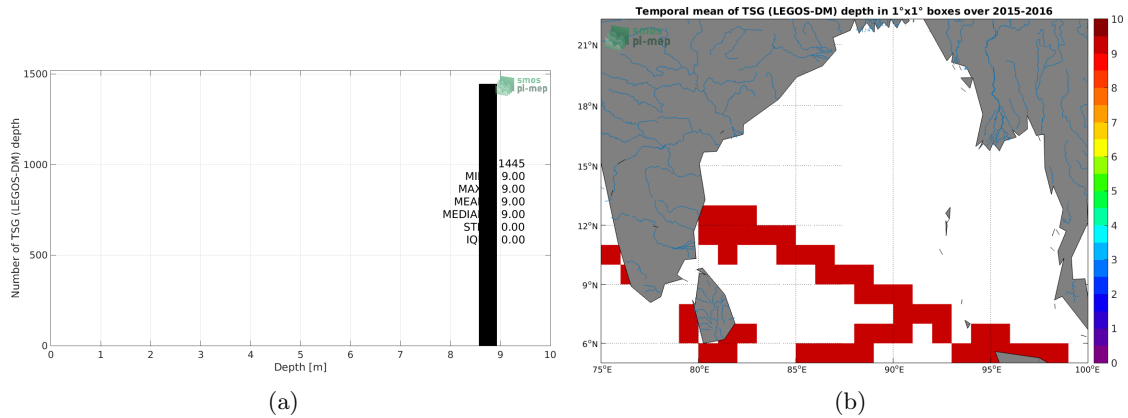 Temporal mean of TSG (LEGOS-DM) depth in 1°x1° boxes over 2015-2016
smos
pi-map
1500
1000
500
0
Number of TSG (LEGOS-DM) depth
0 1 2 3 4 5 6 7 8 9 10
Depth [m]
1445
9.00
MAX 9.00
MEAN 9.00
MEDIAN 9.00
0.00
0.00
(a)
smos
pi-map
21°N
18°N
15°N
12°N
9°N
6°N
75°E 80°E 85°E 90°E 95°E 100°E
10
9
8
7
6
5
4
3
2
1
0
(b)